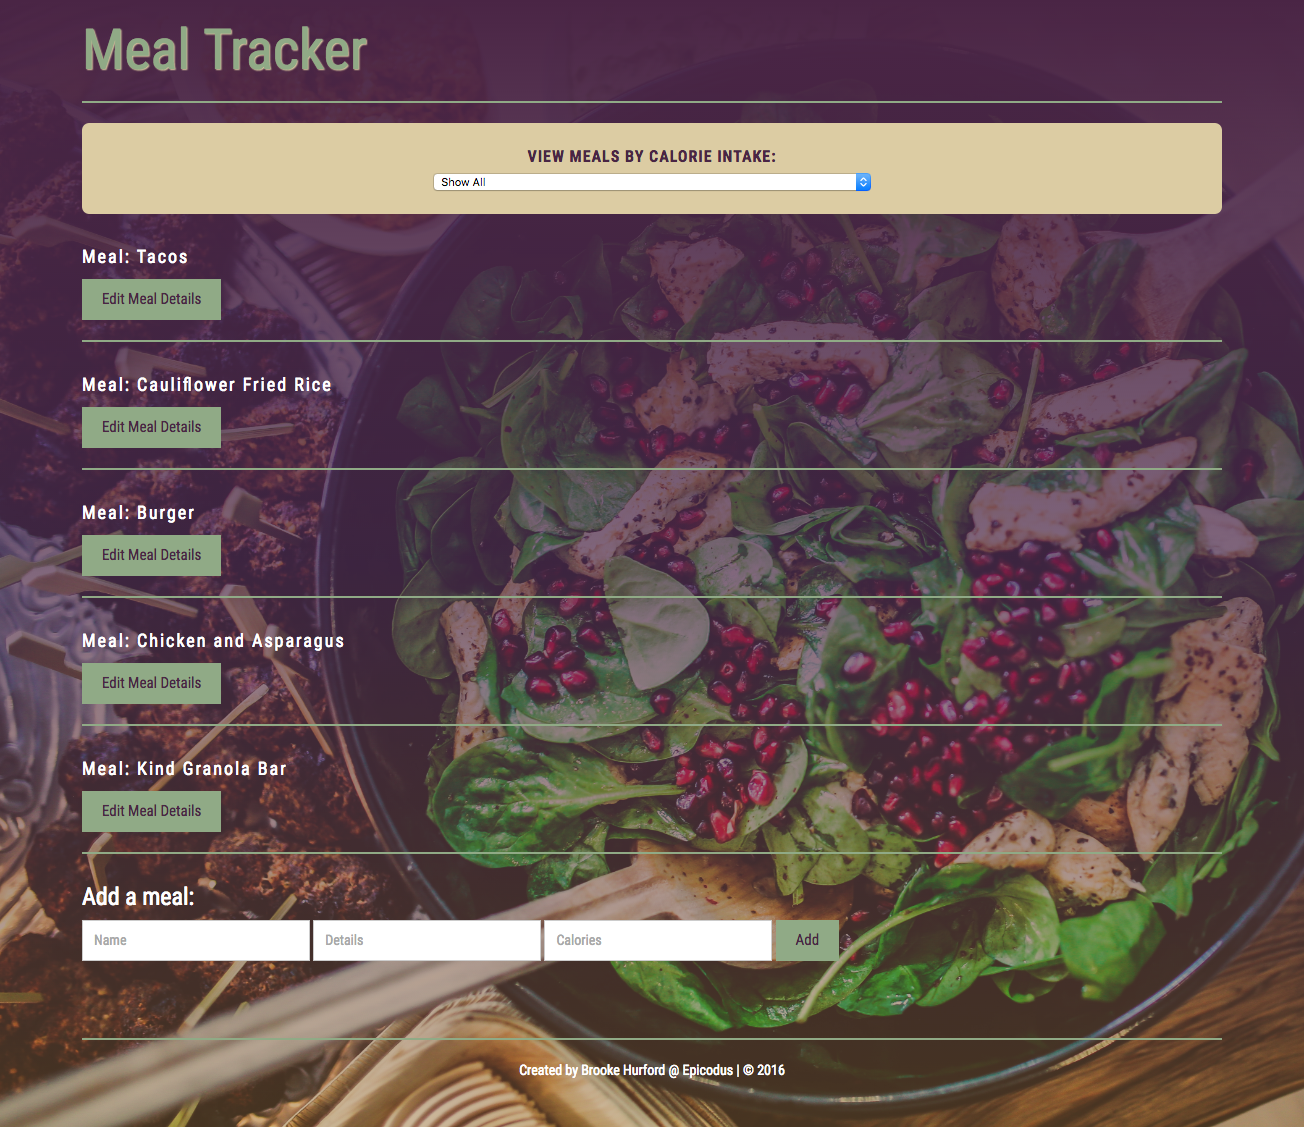 Meal Tracker
VIEW MEALS BY CALORIE INTAKE:
Show All
Meal: Tacos
Edit Meal Details
Meal: Cauliflower Fried Rice
Edit Meal Details
Meal: Burger
Edit Meal Details
Meal: Chicken and Asparagus
Edit Meal Details
Meal: Kind Granola Bar
Edit Meal Details
Add a meal:
Name Details Calories Add
Created by Brooke Hurford @ Epicodus | © 2016